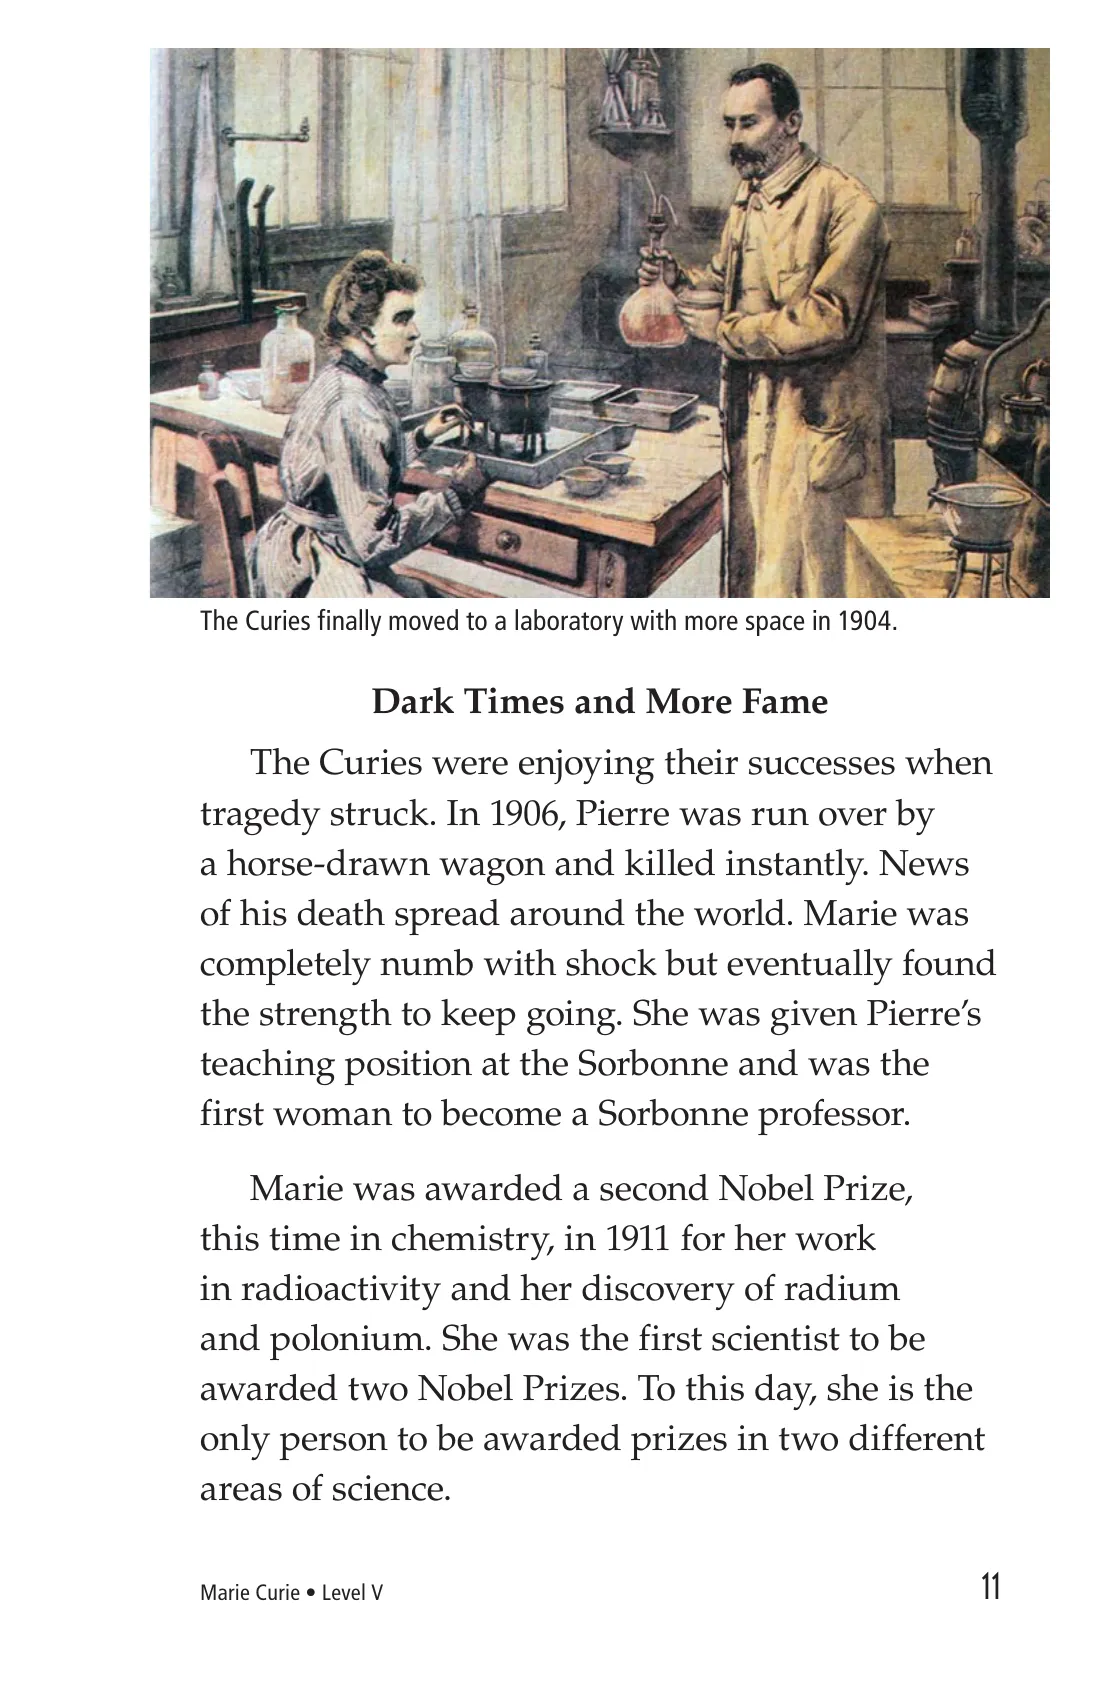 The Curies finally moved to a laboratory with more space in 1904.
Dark Times and More Fame
The Curies were enjoying their successes when
tragedy struck. In 1906, Pierre was run over by
a horse-drawn wagon and killed instantly. News
of his death spread around the world. Marie was
completely numb with shock but eventually found
the strength to keep going. She was given Pierre’s
teaching position at the Sorbonne and was the
first woman to become a Sorbonne professor.
Marie was awarded a second Nobel Prize,
this time in chemistry, in 1911 for her work
in radioactivity and her discovery of radium
and polonium. She was the first scientist to be
awarded two Nobel Prizes. To this day, she is the
only person to be awarded prizes in two different
areas of science.
Marie Curie • Level V
11